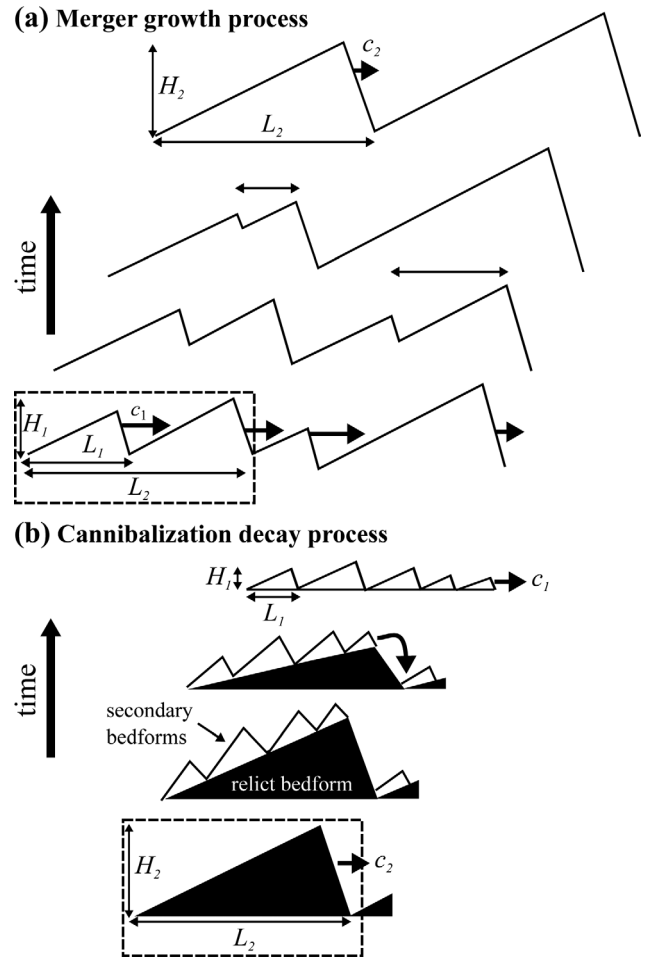 (a) Merger growth process
c₂
H₂
L₂
time
H₁
c₁
L₁
L₂
(b) Cannibalization decay process
H₁
c₁
L₁
time
secondary
bedforms
relict bedform
H₂
c₂
L₂